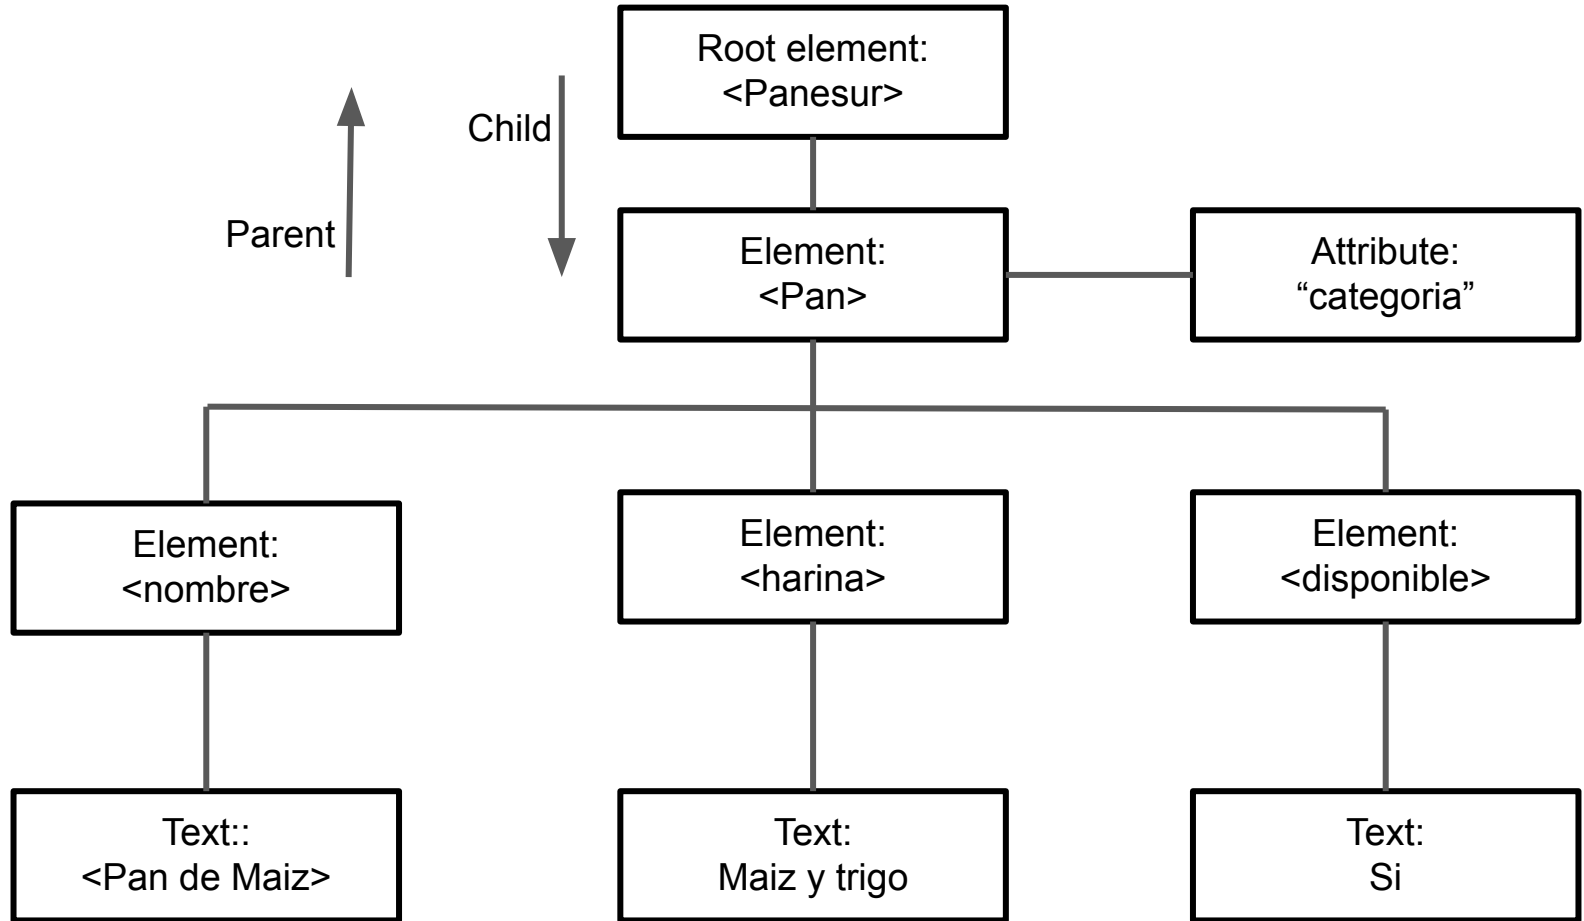 Root element:
<Panesur>
Child
Parent
Element:
<Pan>
Attribute:
“categoria”
Element:
<nombre>
Element:
<harina>
Element:
<disponible>
Text::
<Pan de Maiz>
Text:
Maiz y trigo
Text:
Si